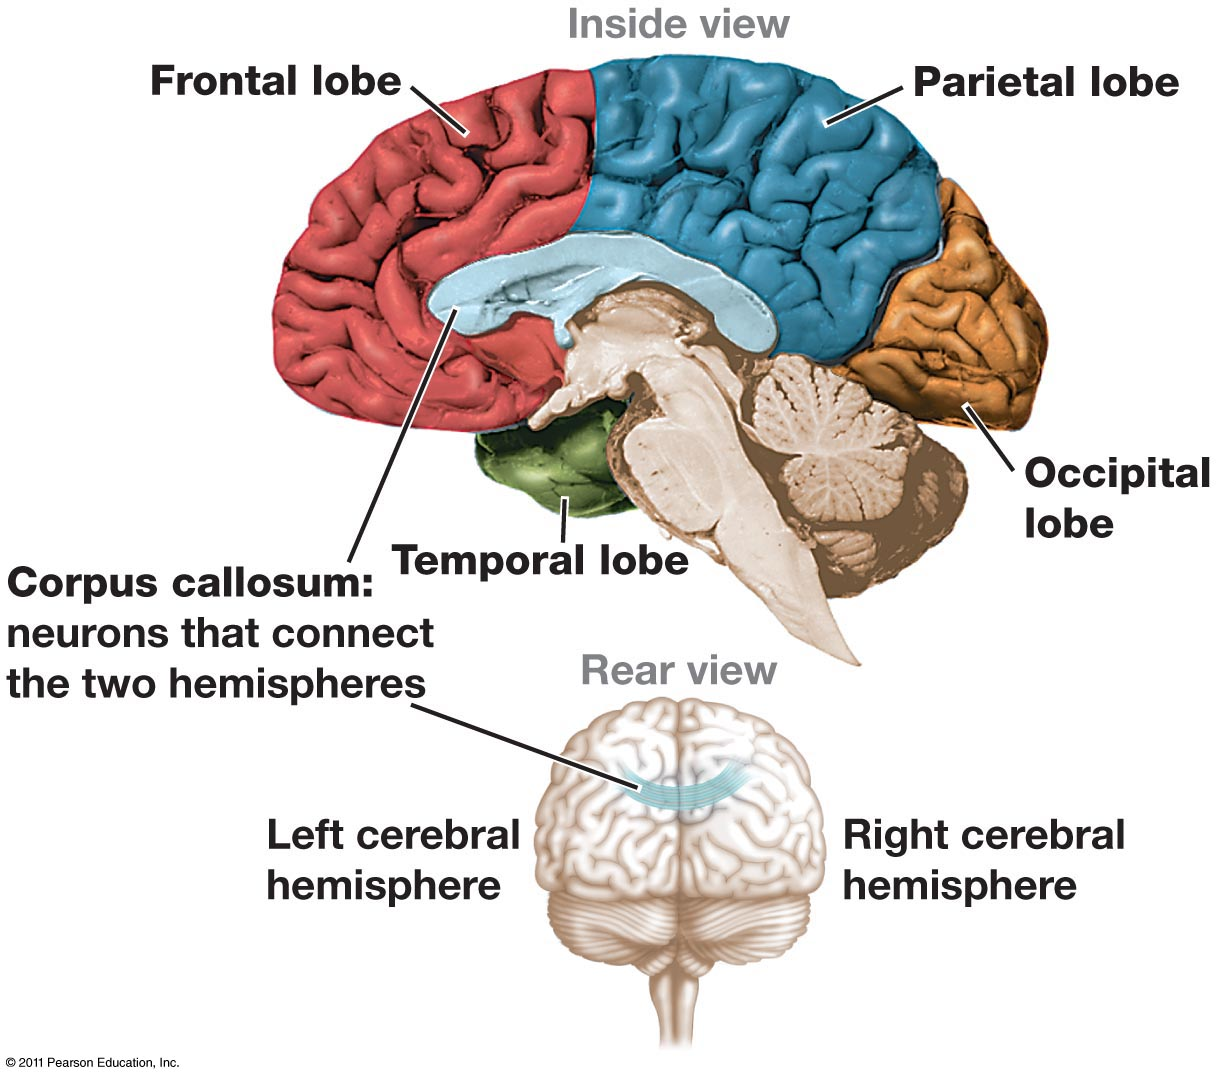 Inside view
Frontal lobe
Parietal lobe
Occipital
lobe
Temporal lobe
Corpus callosum:
neurons that connect
the two hemispheres
Rear view
Left cerebral
hemisphere
Right cerebral
hemisphere
© 2011 Pearson Education, Inc.